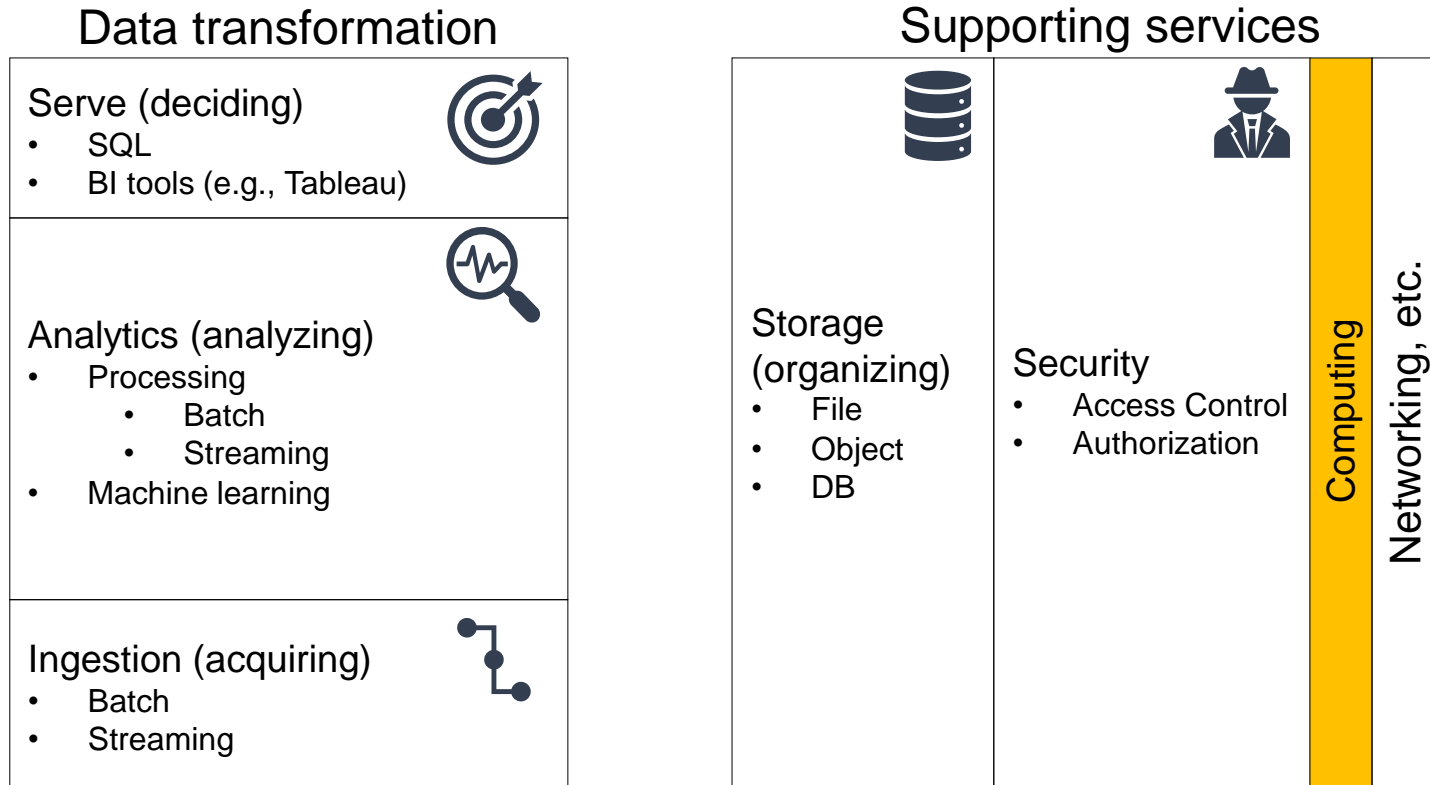 Data transformation
Serve (deciding)
• SQL
• BI tools (e.g., Tableau)
Analytics (analyzing)
• Processing
• Batch
• Streaming
• Machine learning
Ingestion (acquiring)
• Batch
• Streaming
Supporting services
Storage
(organizing)
• File
• Object
• DB
Security
• Access Control
• Authorization
Computing
Networking, etc.